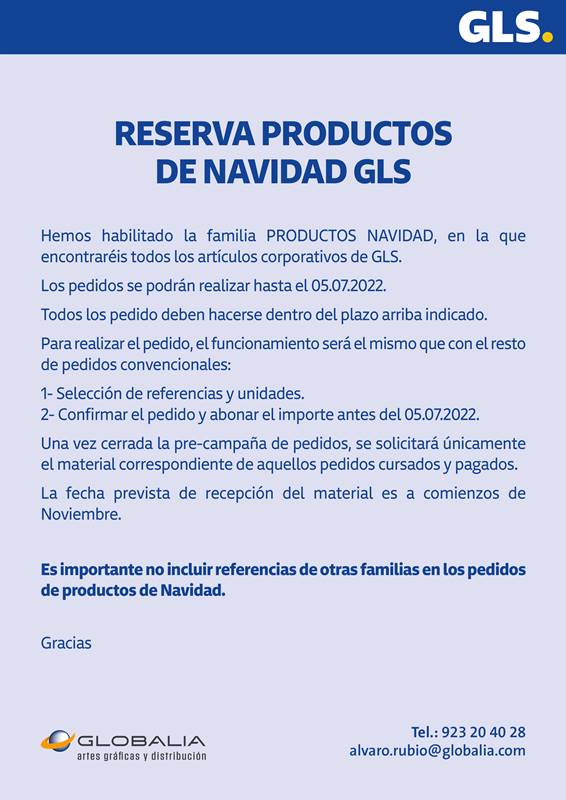 GLS.
RESERVA PRODUCTOS
DE NAVIDAD GLS
Hemos habilitado la familia PRODUCTOS NAVIDAD, en la que
encontraréis todos los artículos corporativos de GLS.
Los pedidos se podrán realizar hasta el 05.07.2022.
Todos los pedido deben hacerse dentro del plazo arriba indicado.
Para realizar el pedido, el funcionamiento será el mismo que con el resto
de pedidos convencionales:
1- Selección de referencias y unidades.
2- Confirmar el pedido y abonar el importe antes del 05.07.2022.
Una vez cerrada la pre-campaña de pedidos, se solicitará únicamente
el material correspondiente de aquellos pedidos cursados y pagados.
La fecha prevista de recepción del material es a comienzos de
Noviembre.
Es importante no incluir referencias de otras familias en los pedidos
de productos de Navidad.
Gracias
GLOBALIA
artes gráficas y distribución
Tel.: 923 20 40 28
alvaro.rubio@globalia.com